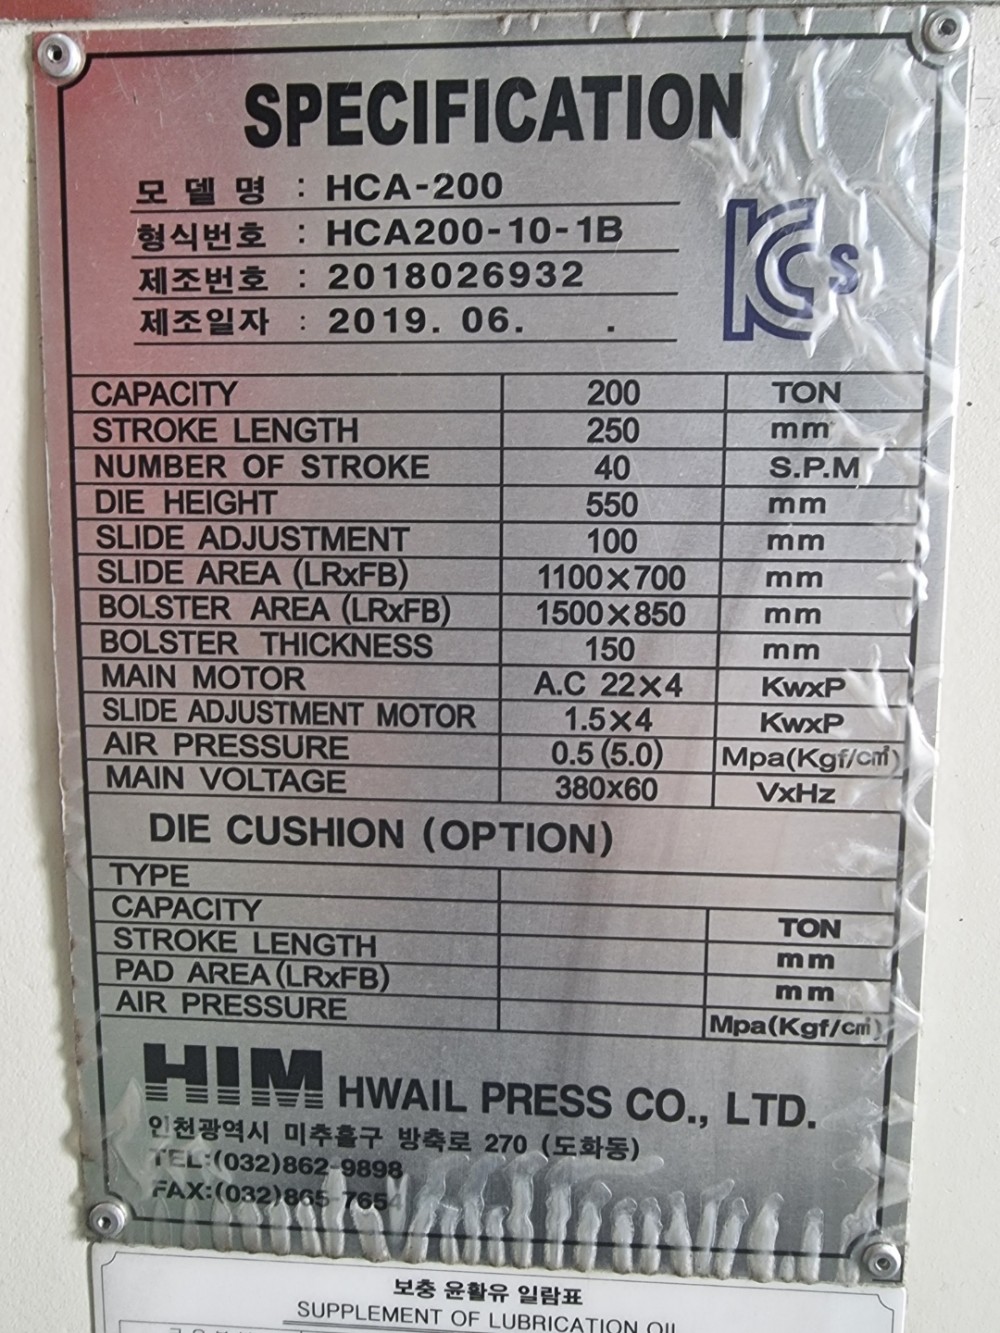 SPECIFICATION
모 델 명 : HCA-200
형식번호 : HCA200-10-1B
제조번호 : 2018026932
제조일자 : 2019. 06. .
KCs
CAPACITY 200 TON
STROKE LENGTH 250 mm
NUMBER OF STROKE 40 S.P.M
DIE HEIGHT 550 mm
SLIDE ADJUSTMENT 100 mm
SLIDE AREA (LRxFB) 1100×700 mm
BOLSTER AREA (LRxFB) 1500×850 mm
BOLSTER THICKNESS 150 mm
MAIN MOTOR A.C 22×4 KwxP
SLIDE ADJUSTMENT MOTOR 1.5×4 KwxP
AIR PRESSURE 0.5 (5.0) Mpa(Kgf/㎠)
MAIN VOLTAGE 380x60 VxHz
DIE CUSHION (OPTION)
TYPE
CAPACITY TON
STROKE LENGTH mm
PAD AREA (LRxFB) mm
AIR PRESSURE Mpa(Kgf/㎠)
HIM HWAIL PRESS CO., LTD.
인천광역시 미추홀구 방축로 270 (도화동)
TEL:(032)862-9898
FAX:(032)865-7654
보충 윤활유 일람표
SUPPLEMENT OF LUBRICATION OIL